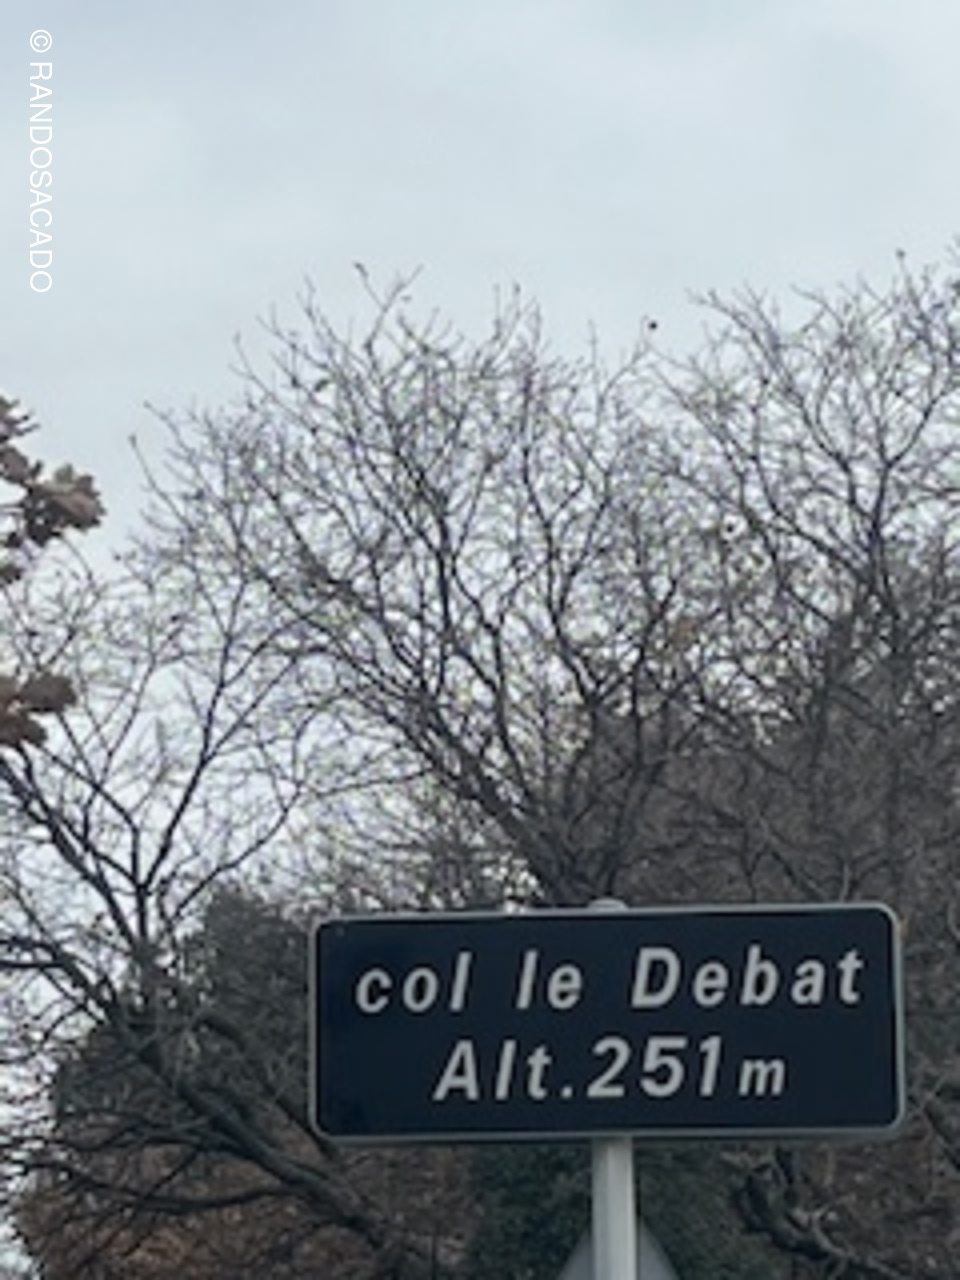 © RANDOSACADO
col le Debat
Alt.251m